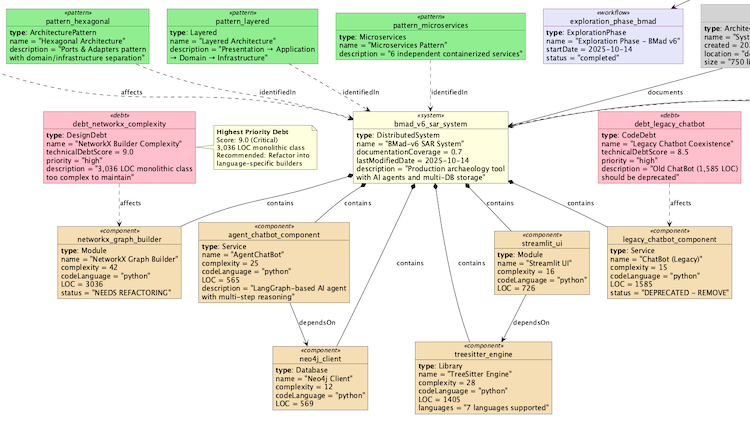 «pattern»
pattern_hexagonal
type: ArchitecturePattern
name = "Hexagonal Architecture"
description = "Ports & Adapters pattern
with domain/infrastructure separation"
«pattern»
pattern_layered
type: Layered
name = "Layered Architecture"
description = "Presentation → Application
→ Domain → Infrastructure"
«pattern»
pattern_microservices
type: Microservices
name = "Microservices Pattern"
description = "6 independent containerized services"
«workflow»
exploration_phase_bmad
type: ExplorationPhase
name = "Exploration Phase - BMad v6"
startDate = 2025-10-14
status = "completed"
type: A
name = "Syst
created = 202
location = "do
size = "750 li
affects
identifiedIn
identifiedIn
identifiedIn
documents
«debt»
debt_networkx_complexity
type: DesignDebt
name = "NetworkX Builder Complexity"
technicalDebtScore = 9.0
priority = "high"
description = "3,036 LOC monolithic class
too complex to maintain"
Highest Priority Debt
Score: 9.0 (Critical)
3,036 LOC monolithic class
Recommended: Refactor into
language-specific builders
«system»
bmad_v6_sar_system
type: DistributedSystem
name = "BMad-v6 SAR System"
documentationCoverage = 0.7
lastModifiedDate = 2025-10-14
description = "Production archaeology tool
with AI agents and multi-DB storage"
«debt»
debt_legacy_chatbot
type: CodeDebt
name = "Legacy Chatbot Coexistence"
technicalDebtScore = 8.5
priority = "high"
description = "Old ChatBot (1,585 LOC)
should be deprecated"
affects
contains
contains
contains
contains
contains
contains
affects
«component»
networkx_graph_builder
type: Module
name = "NetworkX Graph Builder"
complexity = 42
codeLanguage = "python"
LOC = 3036
status = "NEEDS REFACTORING"
«component»
agent_chatbot_component
type: Service
name = "AgentChatBot"
complexity = 25
codeLanguage = "python"
LOC = 565
description = "LangGraph-based AI agent
with multi-step reasoning"
«component»
streamlit_ui
type: Module
name = "Streamlit UI"
complexity = 16
codeLanguage = "python"
LOC = 726
«component»
legacy_chatbot_component
type: Service
name = "ChatBot (Legacy)"
complexity = 15
codeLanguage = "python"
LOC = 1585
status = "DEPRECATED - REMOVE"
dependsOn
dependsOn
«component»
neo4j_client
type: Database
name = "Neo4j Client"
complexity = 12
codeLanguage = "python"
LOC = 569
«component»
treesitter_engine
type: Library
name = "TreeSitter Engine"
complexity = 28
codeLanguage = "python"
LOC = 1405
languages = "7 languages supported"